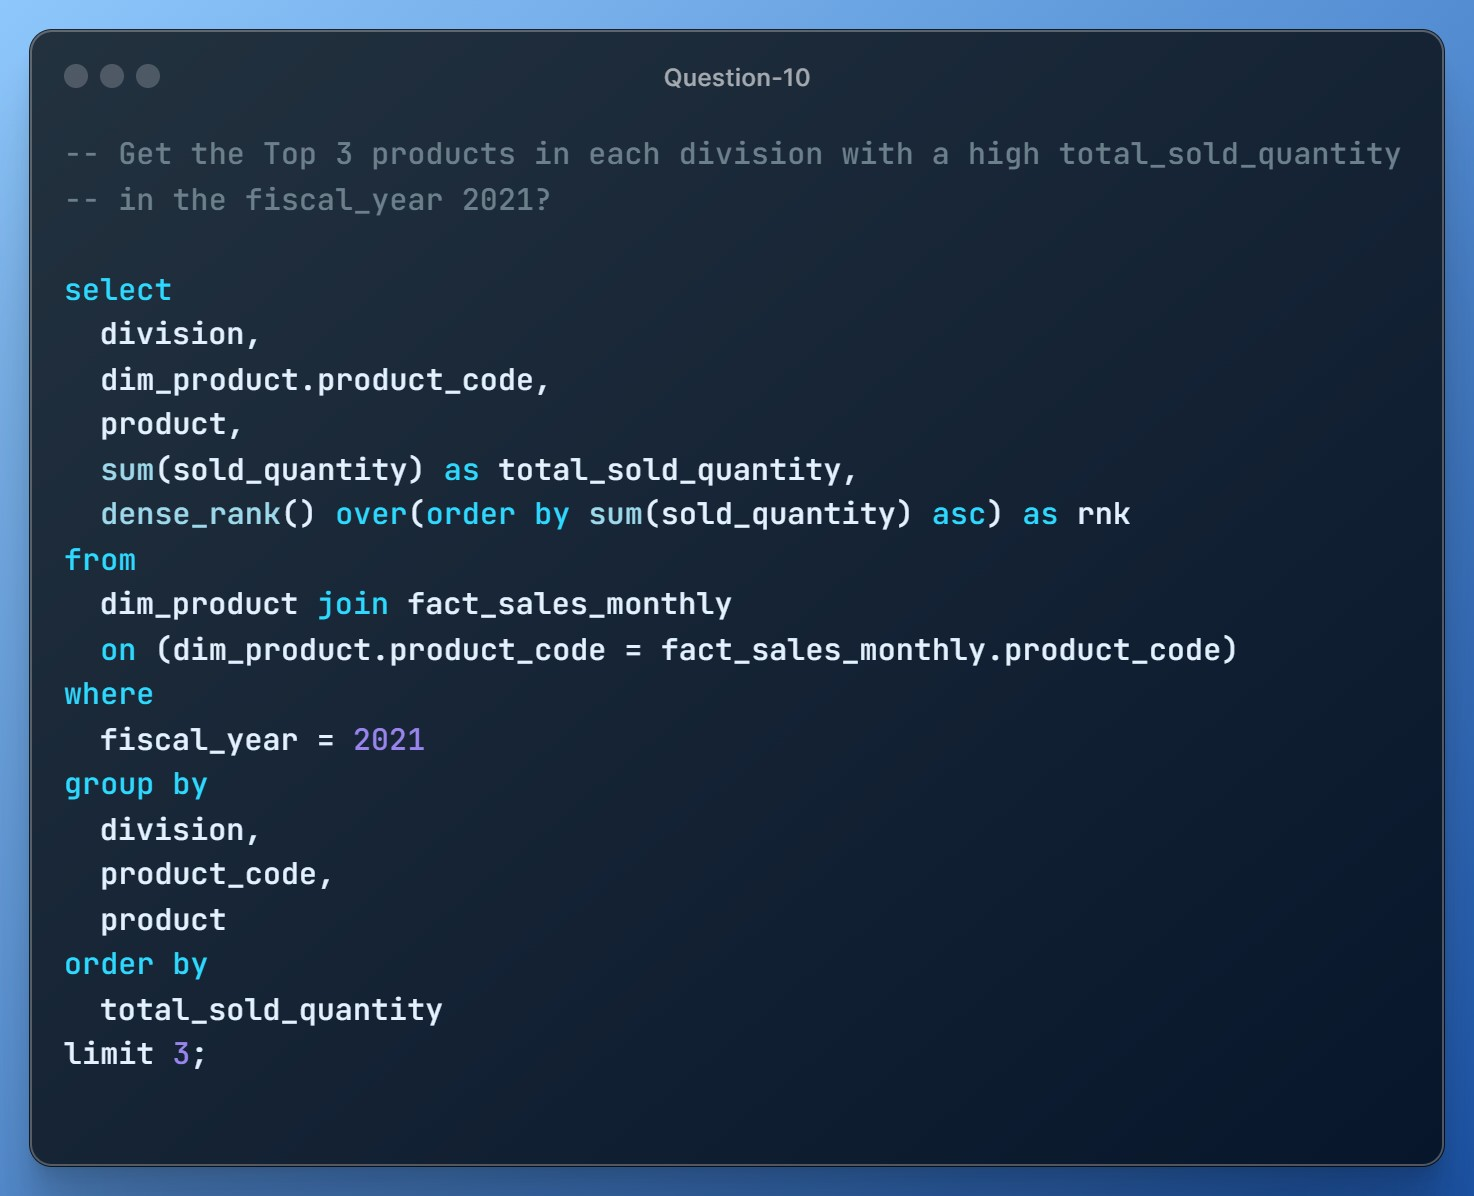 Question-10
-- Get the Top 3 products in each division with a high total_sold_quantity
-- in the fiscal_year 2021?
select
  division,
  dim_product.product_code,
  product,
  sum(sold_quantity) as total_sold_quantity,
  dense_rank() over(order by sum(sold_quantity) asc) as rnk
from
  dim_product join fact_sales_monthly
  on (dim_product.product_code = fact_sales_monthly.product_code)
where
  fiscal_year = 2021
group by
  division,
  product_code,
  product
order by
  total_sold_quantity
limit 3;